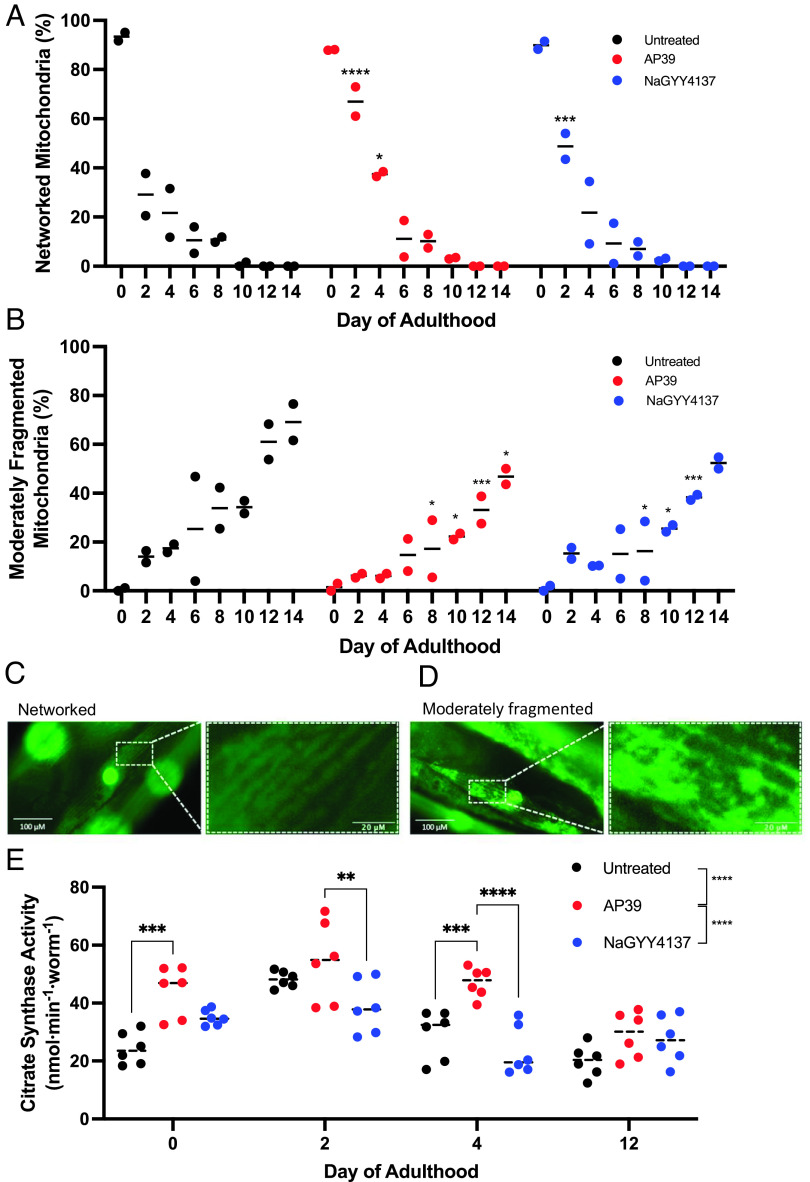 A
Networked Mitochondria (%)
100
80
60
40
20
0
Untreated
AP39
NaGYY4137
****
*
***
0 2 4 6 8 10 12 14 0 2 4 6 8 10 12 14 0 2 4 6 8 10 12 14
Day of Adulthood
B
Moderately Fragmented
Mitochondria (%)
100
80
60
40
20
0
Untreated
AP39
NaGYY4137
* * *** *
* * ***
0 2 4 6 8 10 12 14 0 2 4 6 8 10 12 14 0 2 4 6 8 10 12 14
Day of Adulthood
C
Networked
100 µM
20 µM
D
Moderately fragmented
100 µM
20 µM
E
Citrate Synthase Activity
(nmol·min⁻¹·worm⁻¹)
80
60
40
20
0
Untreated
AP39
NaGYY4137
****
****
***
**
***
****
0 2 4 12
Day of Adulthood